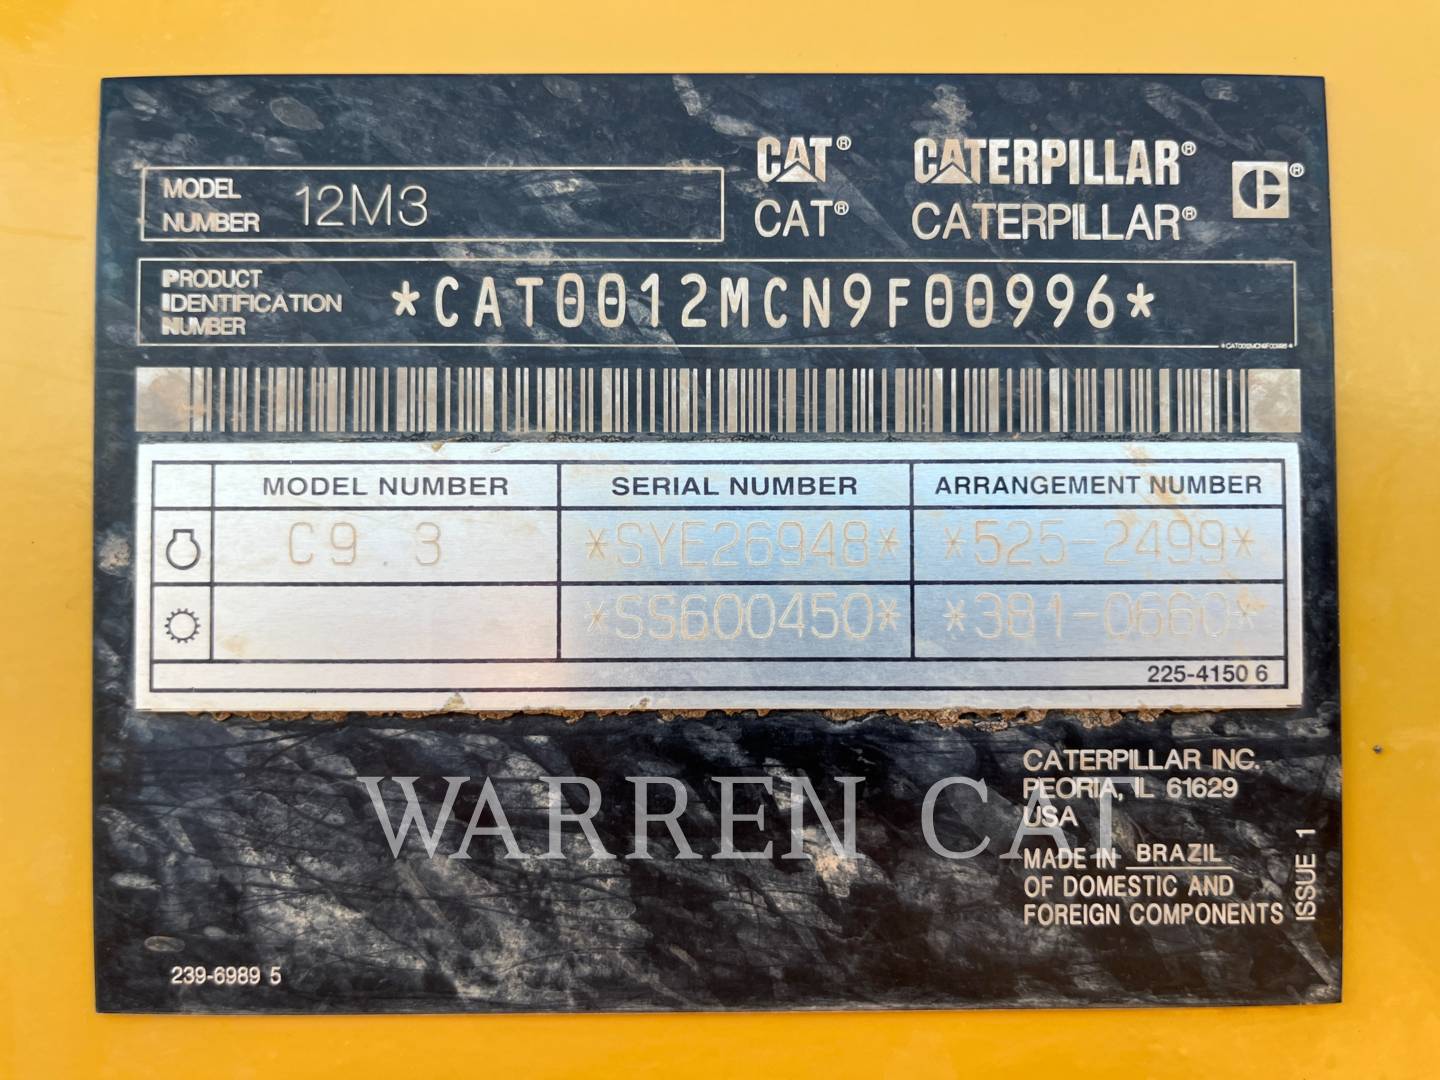 CAT® CATERPILLAR®
CAT® CATERPILLAR®
MODEL
NUMBER 12M3
PRODUCT
IDENTIFICATION
NUMBER *CAT0012MCN9F00996*
*CAT0012MCN9F00996*
MODEL NUMBER SERIAL NUMBER ARRANGEMENT NUMBER
C9 3 *SYE26948* *525-2499*
*SS600450* *381-0660*
225-4150 6
CATERPILLAR INC.
PEORIA, IL 61629
USA
MADE IN BRAZIL
OF DOMESTIC AND
FOREIGN COMPONENTS
ISSUE 1
239-6989 5
WARREN CAT